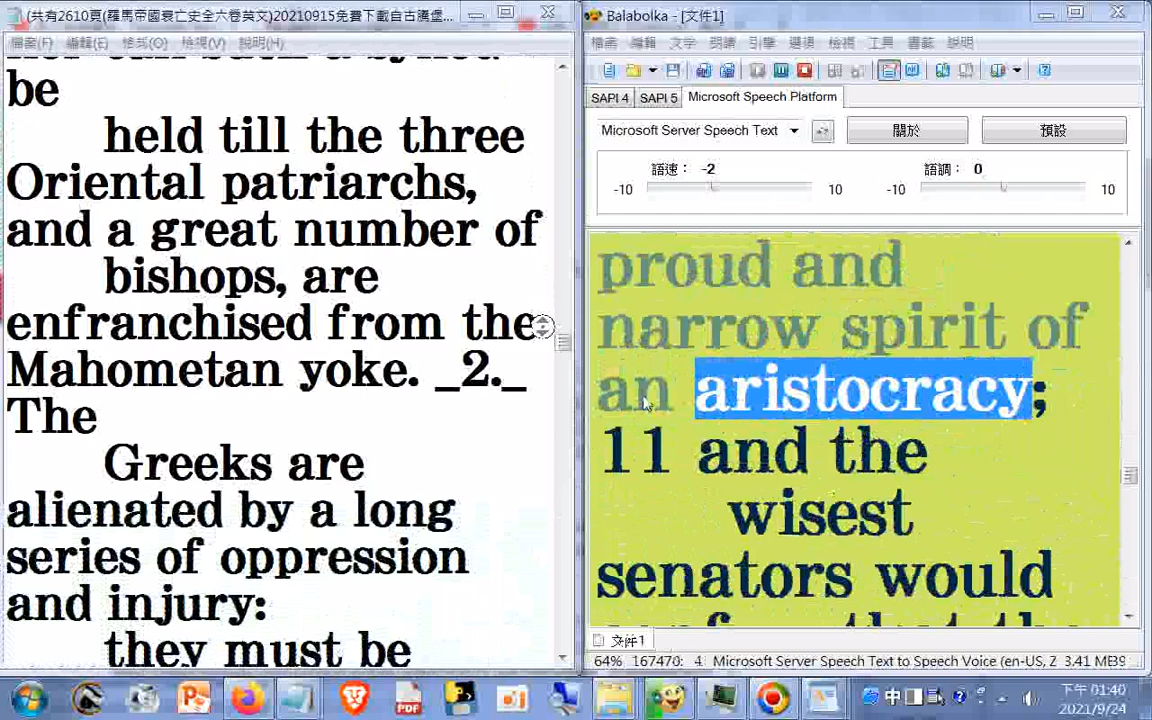 (共有2610頁(羅馬帝國衰亡史全六卷英文)20210915免費下載自古騰堡...
檔案(F) 編輯(E) 格式(O) 檢視(V) 說明(H)
be
held till the three
Oriental patriarchs,
and a great number of
bishops, are
enfranchised from the
Mahometan yoke. _2._
The
Greeks are
alienated by a long
series of oppression
and injury:
they must be
Balabolka - [文件1]
檔案 編輯 文字 朗讀 引擎 選項 檢視 工具 書籤 說明
SAPI 4 SAPI 5 Microsoft Speech Platform
Microsoft Server Speech Text 關於 預設
語速： -2 語調： 0
-10 10 -10 10
proud and
narrow spirit of
an aristocracy;
11 and the
wisest
senators would
文件1
64% 167470: 4 Microsoft Server Speech Text to Speech Voice (en-US, Z 3.41 MB
中
下午 01:40
2021/9/24